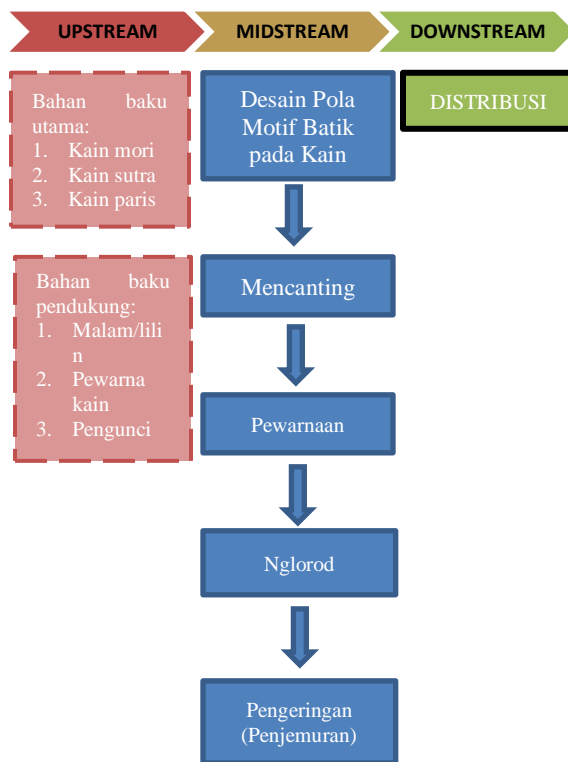 UPSTREAM
MIDSTREAM
DOWNSTREAM
Bahan baku
utama:
1. Kain mori
2. Kain sutra
3. Kain paris
Bahan baku
pendukung:
1. Malam/lili
n
2. Pewarna
kain
3. Pengunci
Desain Pola
Motif Batik
pada Kain
Mencanting
Pewarnaan
Nglorod
Pengeringan
(Penjemuran)
DISTRIBUSI